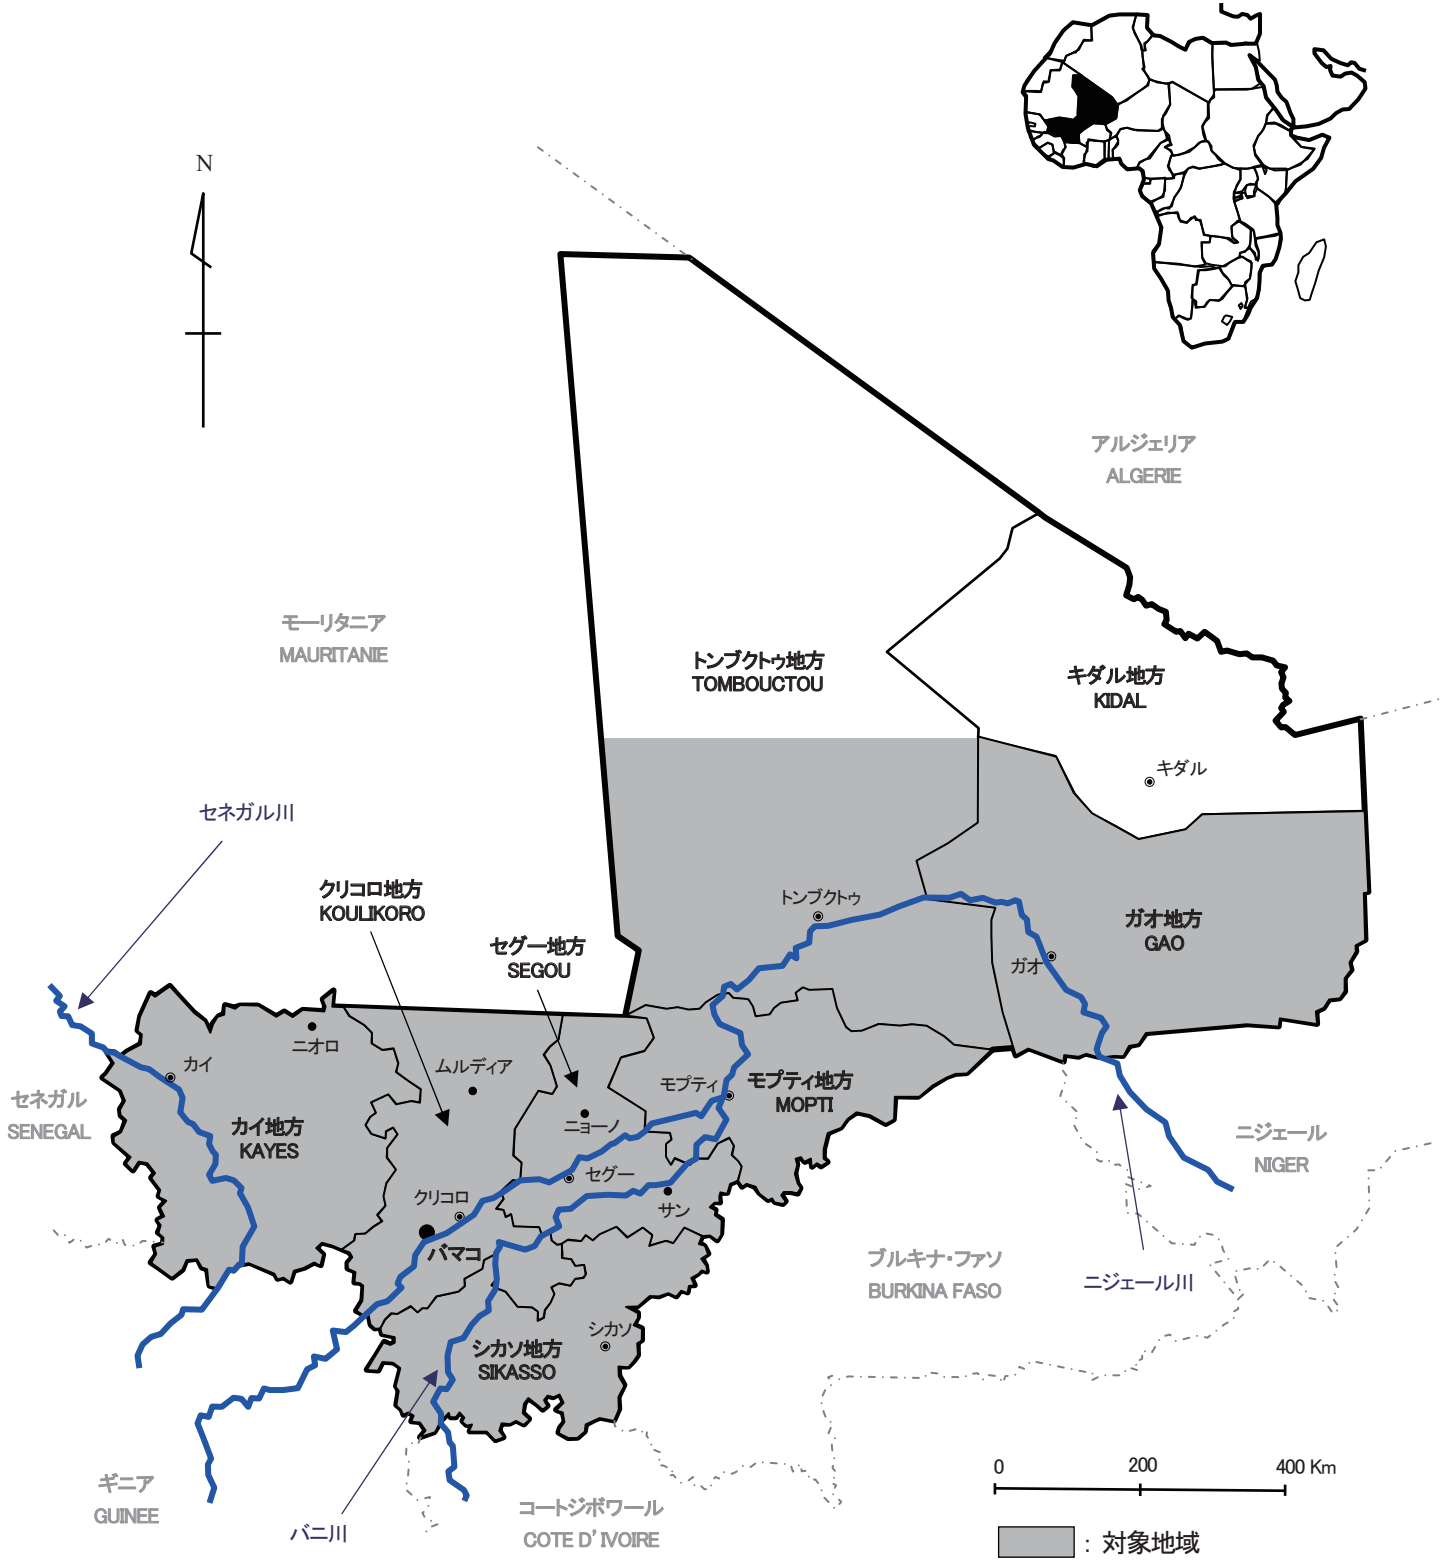 N
アルジェリア
ALGERIE
モーリタニア
MAURITANIE
トンブクトゥ地方
TOMBOUCTOU
キダル地方
KIDAL
キダル
セネガル川
クリコロ地方
KOULIKORO
トンブクトゥ
ガオ地方
GAO
セグー地方
SEGOU
ガオ
ニオロ
カイ
ムルディア
モプティ
モプティ地方
MOPTI
セネガル
SENEGAL
カイ地方
KAYES
ニョーノ
ニジェール
NIGER
セグー
クリコロ
サン
バマコ
ブルキナ・ファソ
BURKINA FASO
ニジェール川
シカソ地方
SIKASSO
シカソ
ギニア
GUINEE
バニ川
コートジボワール
COTE D' IVOIRE
0 200 400 Km
: 対象地域